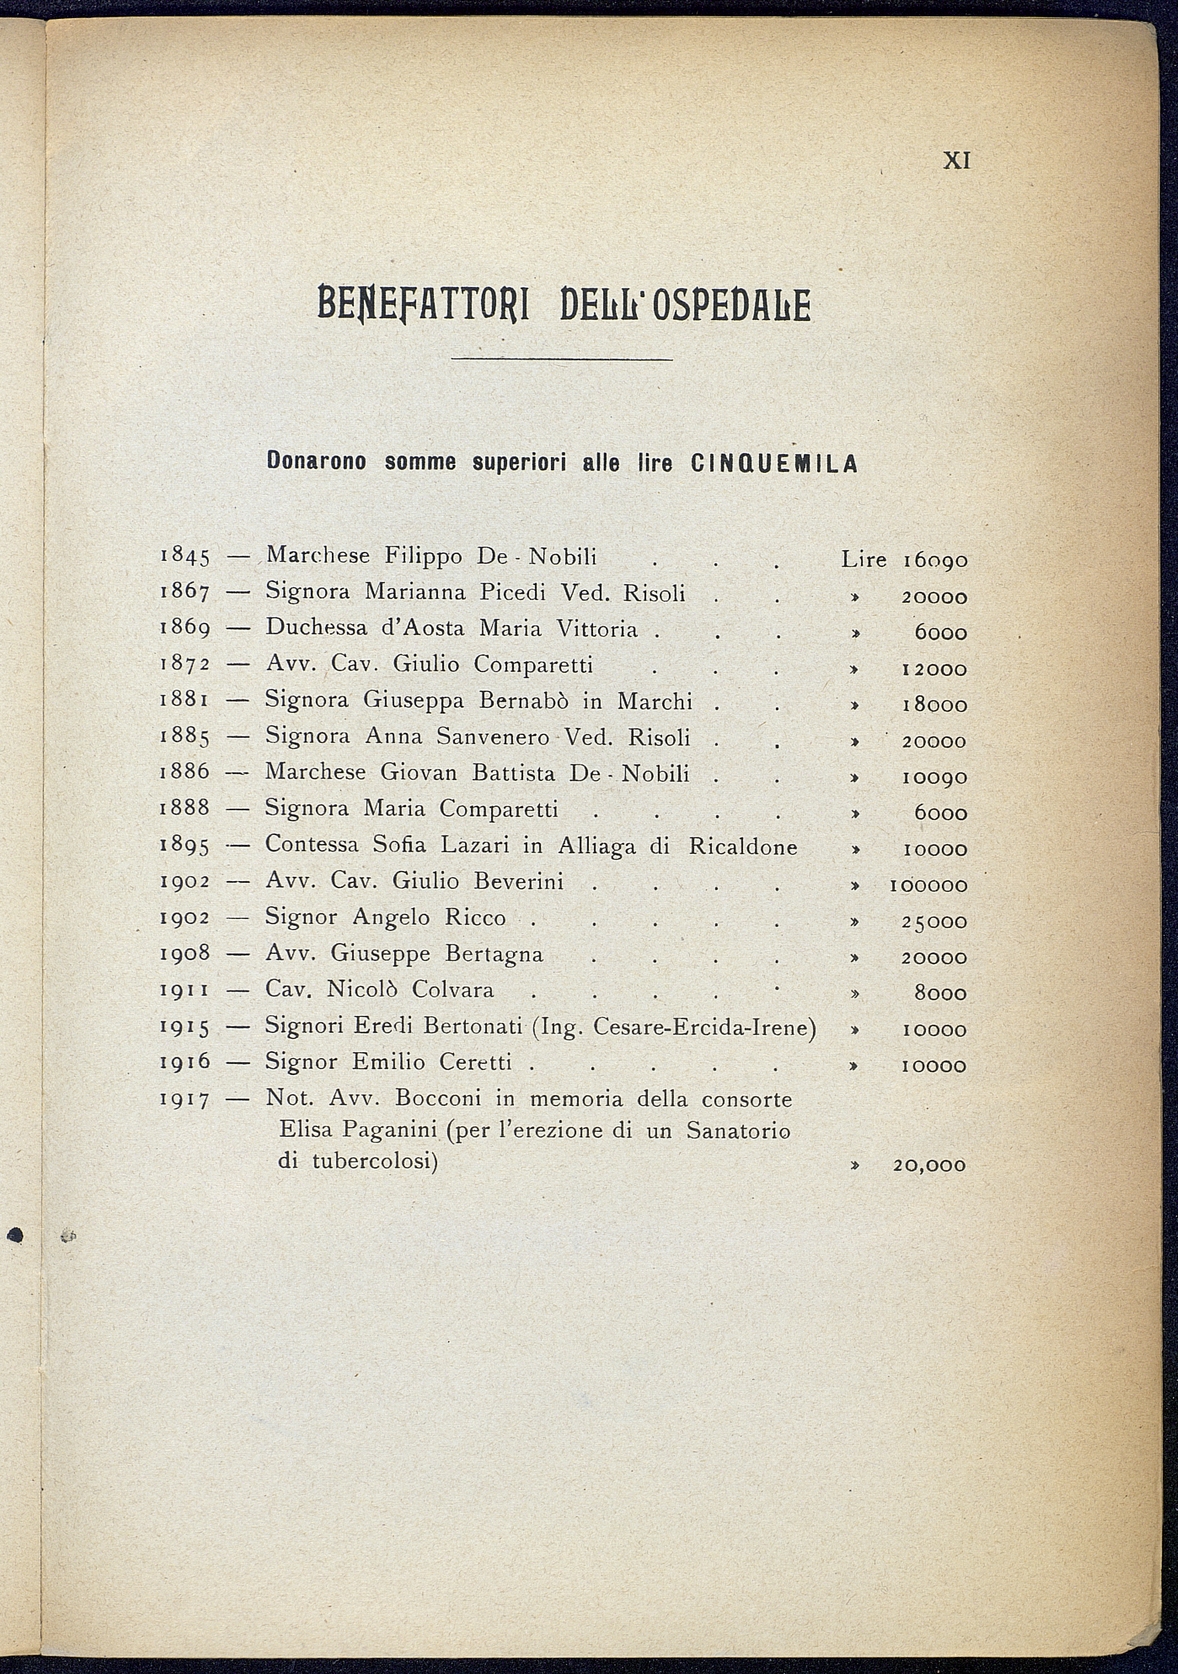 XI
BENEFATTORI DELL'OSPEDALE
Donarono somme superiori alle lire CINQUEMILA
1845 — Marchese Filippo De-Nobili . . . Lire 16090
1867 — Signora Marianna Picedi Ved. Risoli . . » 20000
1869 — Duchessa d'Aosta Maria Vittoria . . . » 6000
1872 — Avv. Cav. Giulio Comparetti . . . » 12000
1881 — Signora Giuseppa Bernabò in Marchi . . » 18000
1885 — Signora Anna Sanvenero Ved. Risoli . . » 20000
1886 — Marchese Giovan Battista De-Nobili . . » 10090
1888 — Signora Maria Comparetti . . . . » 6000
1895 — Contessa Sofia Lazari in Alliaga di Ricaldone » 10000
1902 — Avv. Cav. Giulio Beverini . . . . » 100000
1902 — Signor Angelo Ricco . . . . . » 25000
1908 — Avv. Giuseppe Bertagna . . . . » 20000
1911 — Cav. Nicolò Colvara . . . . . » 8000
1915 — Signori Eredi Bertonati (Ing. Cesare-Ercida-Irene) » 10000
1916 — Signor Emilio Ceretti . . . . . » 10000
1917 — Not. Avv. Bocconi in memoria della consorte
Elisa Paganini (per l'erezione di un Sanatorio
di tubercolosi) » 20,000